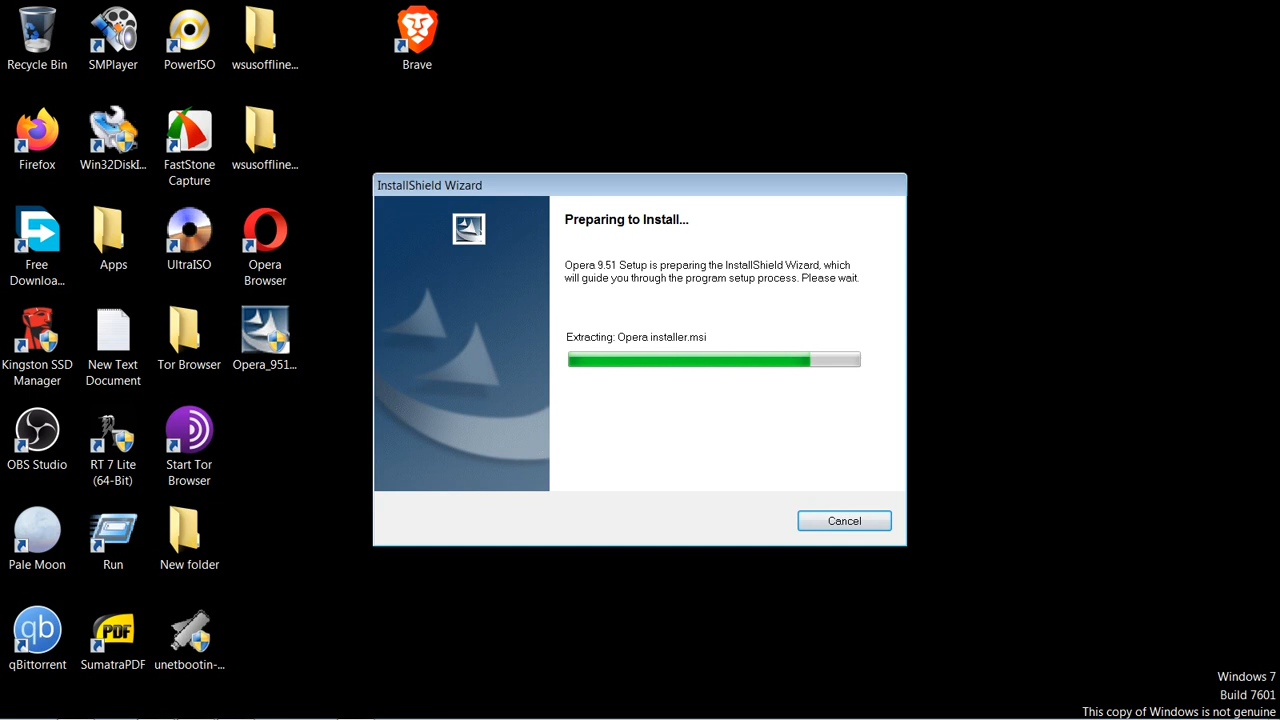 Recycle Bin
SMPlayer
PowerISO
wsusoffline...
Brave
Firefox
Win32DiskI...
FastStone
Capture
wsusoffline...
Free
Downloa...
Apps
UltraISO
Opera
Browser
Kingston SSD
Manager
New Text
Document
Tor Browser
Opera_951...
OBS Studio
RT 7 Lite
(64-Bit)
Start Tor
Browser
Pale Moon
Run
New folder
qb
qBittorrent
PDF
SumatraPDF
unetbootin-...
InstallShield Wizard
Preparing to Install...
Opera 9.51 Setup is preparing the InstallShield Wizard, which
will guide you through the program setup process. Please wait.
Extracting: Opera installer.msi
Cancel
Windows 7
Build 7601
This copy of Windows is not genuine